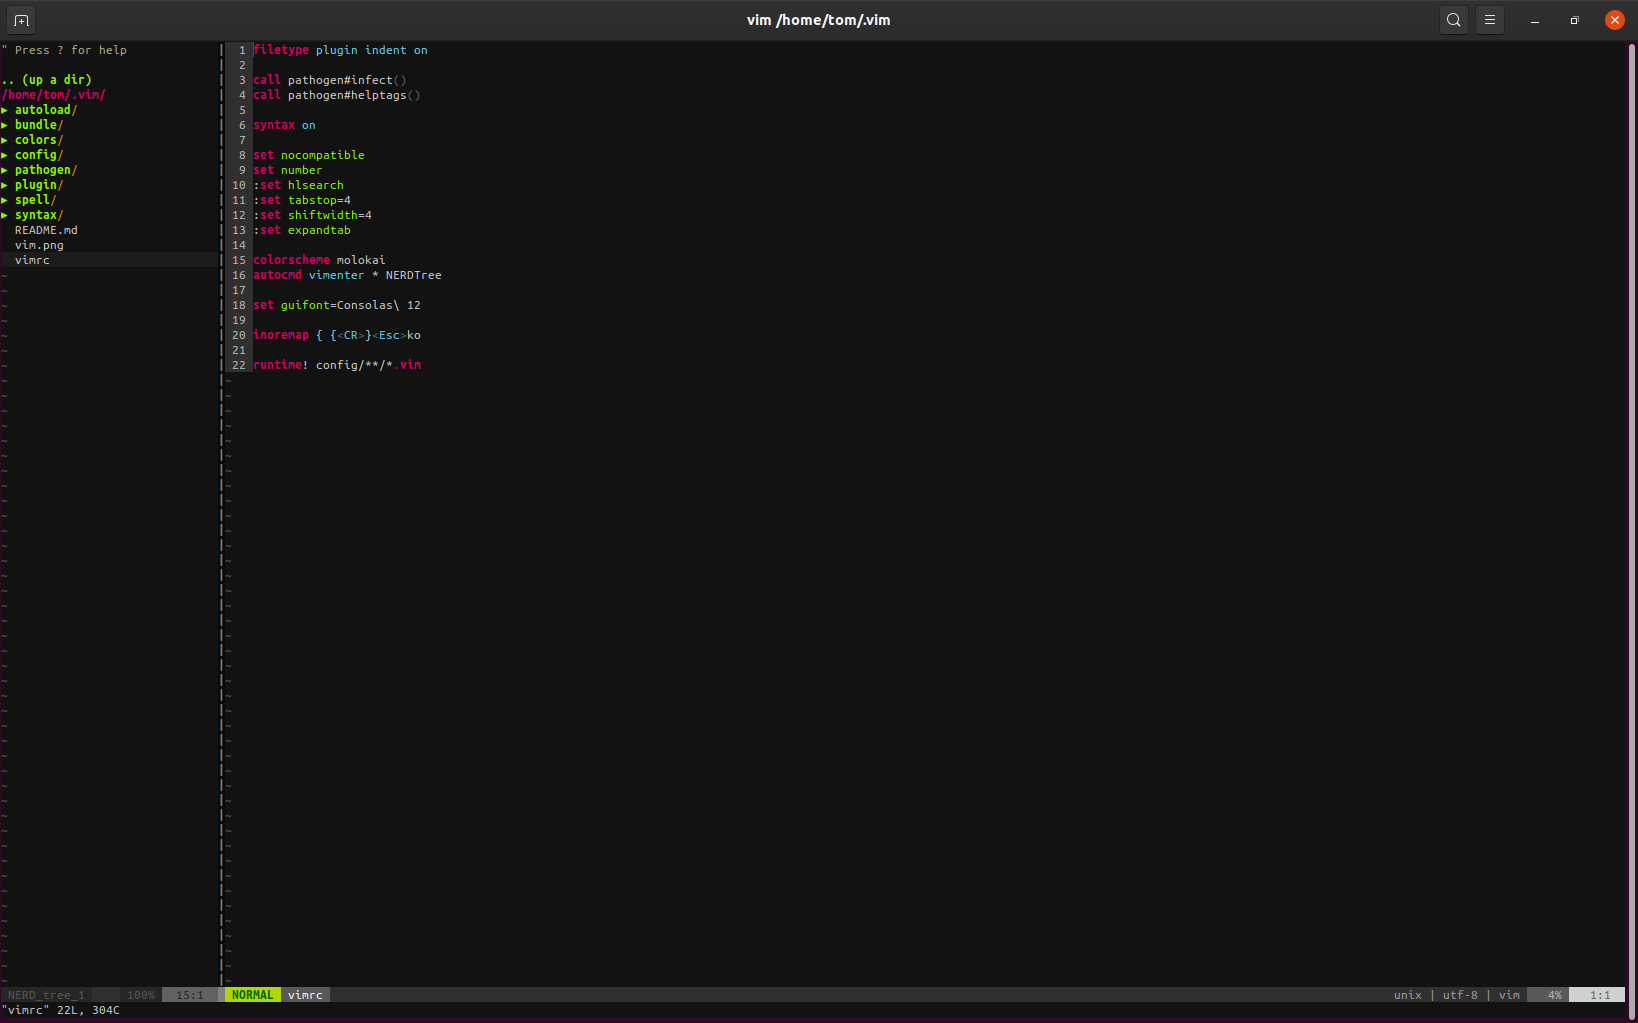 vim /home/tom/.vim
" Press ? for help
.. (up a dir)
/home/tom/.vim/
▸ autoload/
▸ bundle/
▸ colors/
▸ config/
▸ pathogen/
▸ plugin/
▸ spell/
▸ syntax/
README.md
vim.png
vimrc
1 filetype plugin indent on
2
3 call pathogen#infect()
4 call pathogen#helptags()
5
6 syntax on
7
8 set nocompatible
9 set number
10 :set hlsearch
11 :set tabstop=4
12 :set shiftwidth=4
13 :set expandtab
14
15 colorscheme molokai
16 autocmd vimenter * NERDTree
17
18 set guifont=Consolas\ 12
19
20 inoremap { {<CR>}<Esc>ko
21
22 runtime! config/**/*.vim
NERD_tree_1 100% 15:1 NORMAL vimrc unix | utf-8 | vim 4% 1:1
"vimrc" 22L, 304C